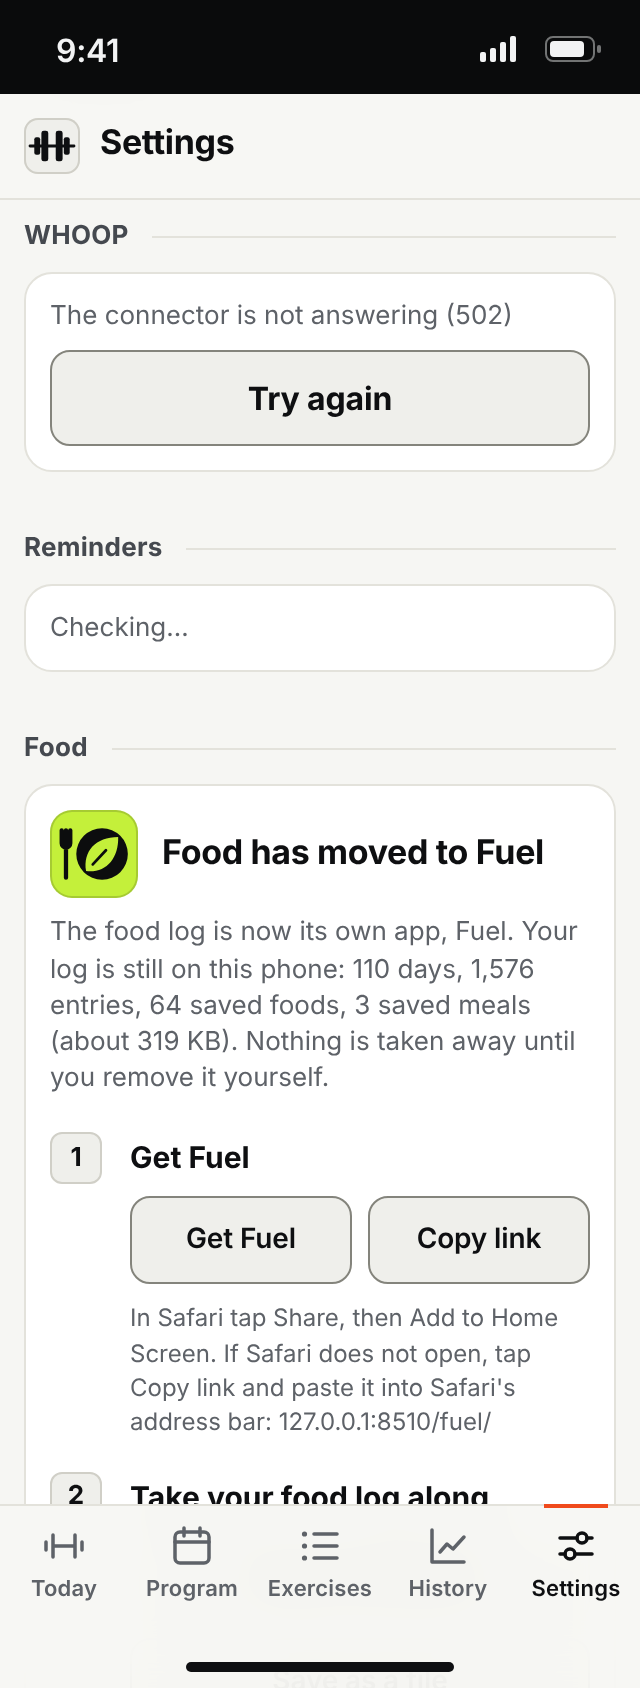 9:41
Settings
WHOOP
The connector is not answering (502)
Try again
Reminders
Checking...
Food
Food has moved to Fuel
The food log is now its own app, Fuel. Your
log is still on this phone: 110 days, 1,576
entries, 64 saved foods, 3 saved meals
(about 319 KB). Nothing is taken away until
you remove it yourself.
1
Get Fuel
Get Fuel
Copy link
In Safari tap Share, then Add to Home
Screen. If Safari does not open, tap
Copy link and paste it into Safari's
address bar: 127.0.0.1:8510/fuel/
2
Take your food log along
Today
Program
Exercises
History
Settings
Save as a file